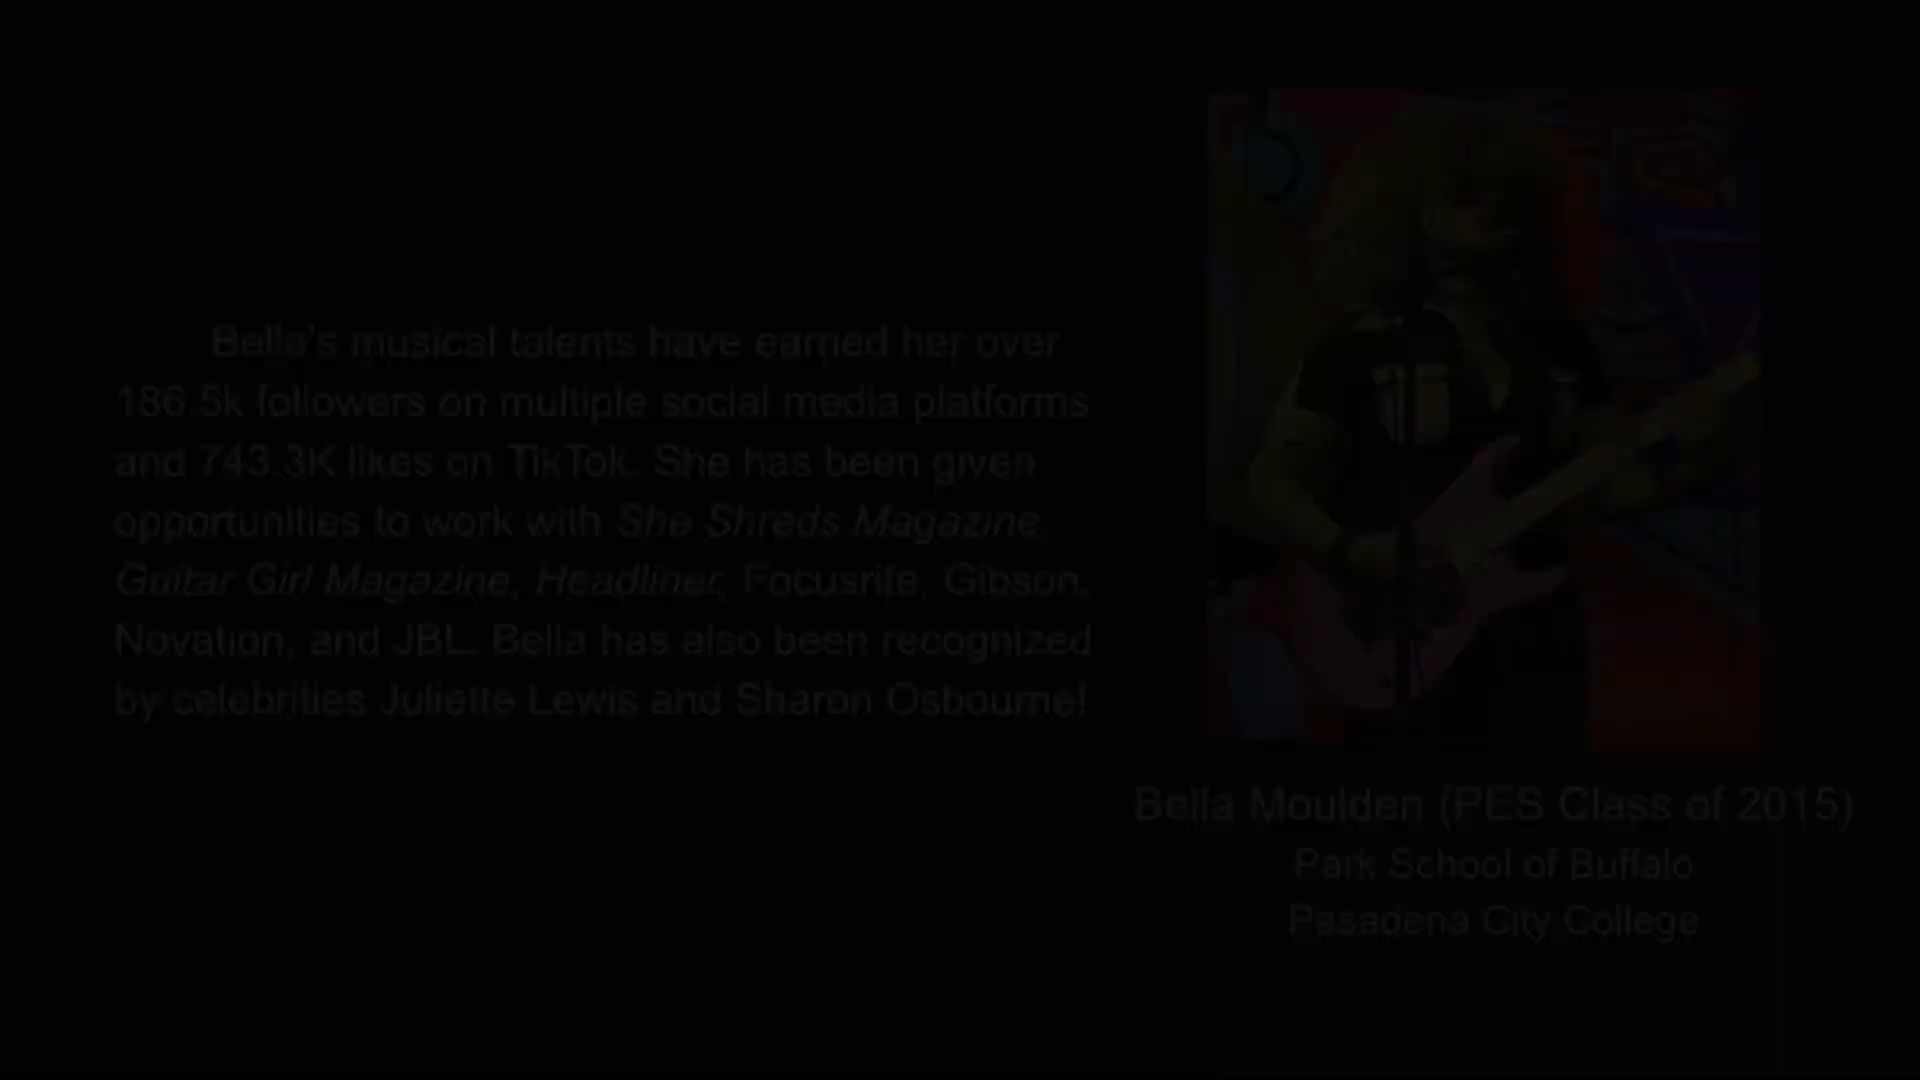 Bella's musical talents have earned her over
186.5k followers on multiple social media platforms
and 743.3K likes on TikTok. She has been given
opportunities to work with She Shreds Magazine,
Guitar Girl Magazine, Headliner, Focusrite, Gibson,
Novation, and JBL. Bella has also been recognized
by celebrities Juliette Lewis and Sharon Osbourne!
Bella Moulden (PES Class of 2015)
Park School of Buffalo
Pasadena City College